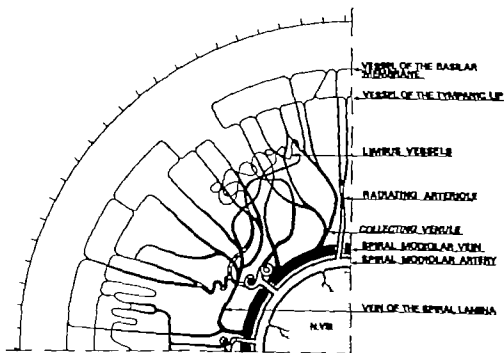 VESSEL OF THE BASILAR
MEMBRANE
VESSEL OF THE TYMPANIC LIP
LIMBUS VESSELS
RADIATING ARTERIOLE
COLLECTING VENULE
SPIRAL MODIOLAR VEIN
SPIRAL MODIOLAR ARTERY
VEIN OF THE SPIRAL LAMINA
N.VIII